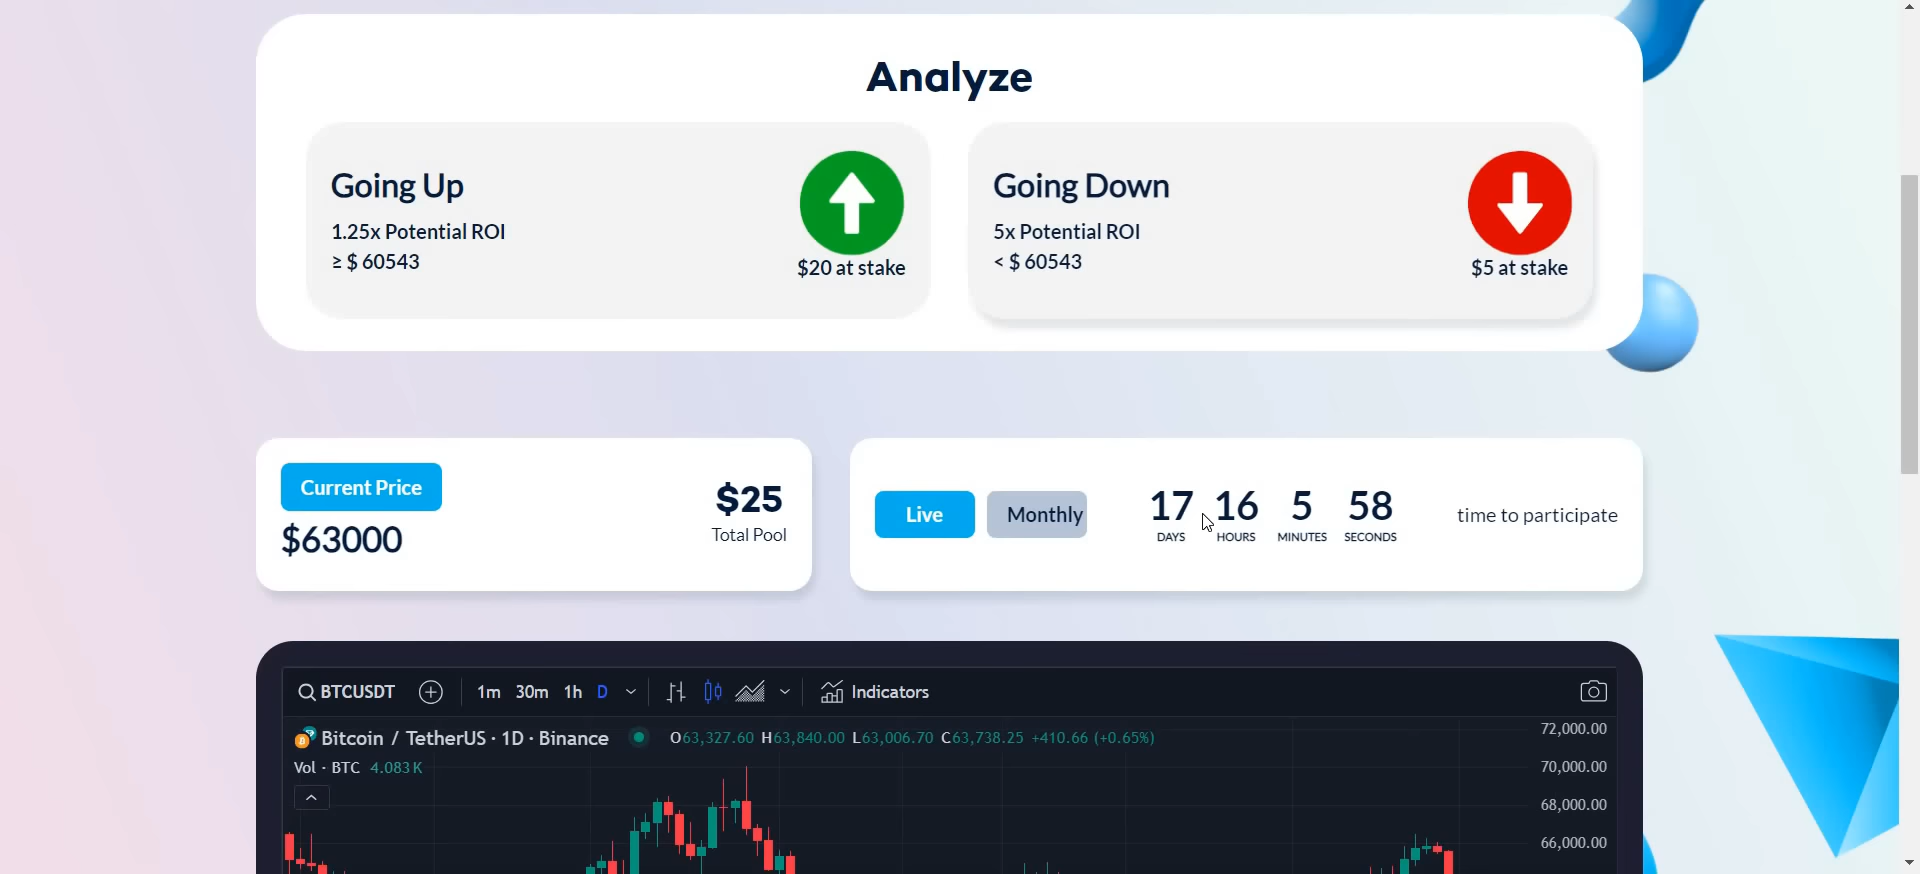 Analyze
Going Up
1.25x Potential ROI
≥ $ 60543
$20 at stake
Going Down
5x Potential ROI
< $ 60543
$5 at stake
Current Price
$63000
$25
Total Pool
Live
Monthly
17 16 5 58
DAYS HOURS MINUTES SECONDS
time to participate
BTCUSDT 1m 30m 1h D Indicators
Bitcoin / TetherUS · 1D · Binance O63,327.60 H63,840.00 L63,006.70 C63,738.25 +410.66 (+0.65%)
Vol · BTC 4.083K
72,000.00
70,000.00
68,000.00
66,000.00